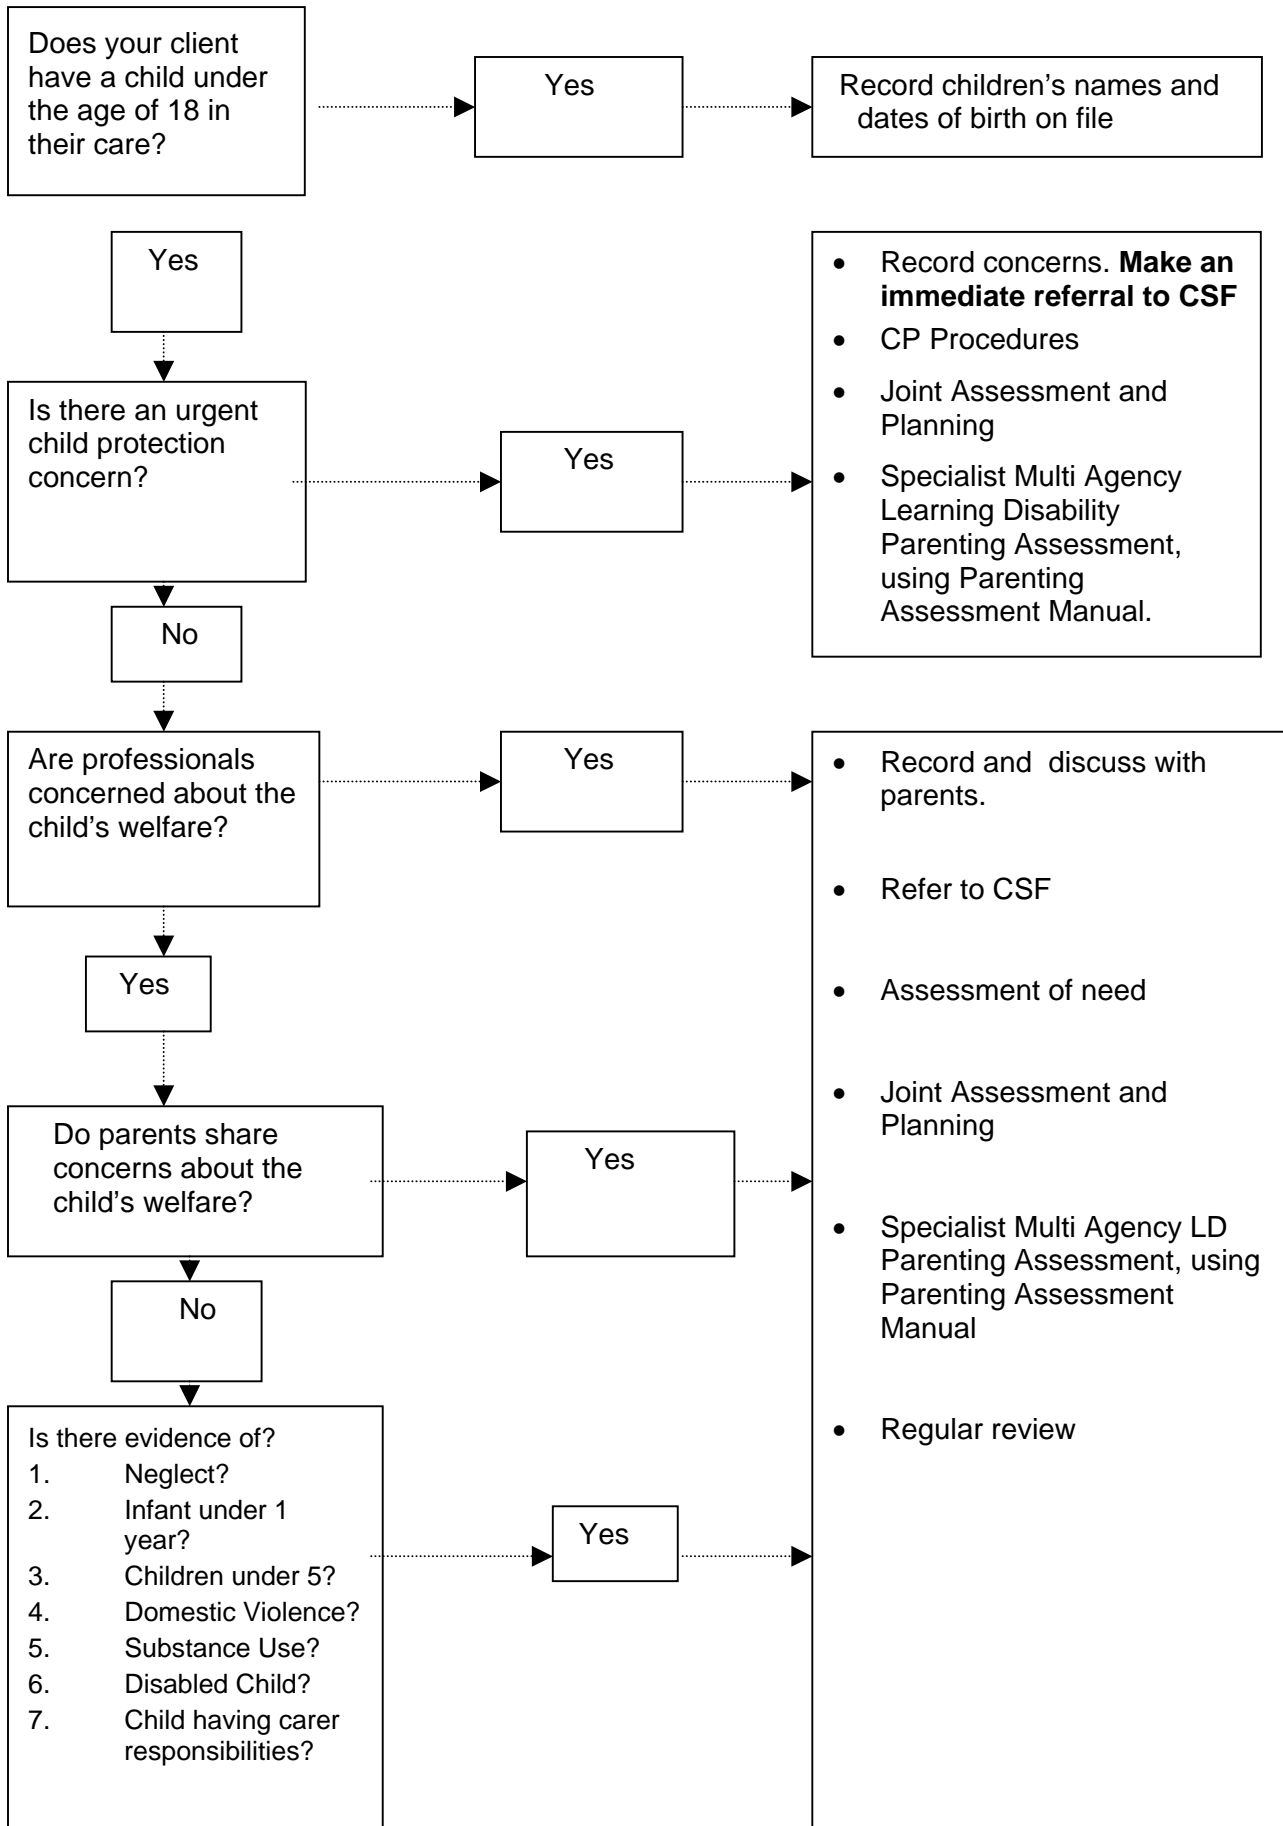 Does your client
have a child under
the age of 18 in
their care?
Yes
Record children’s names and
dates of birth on file
Yes
• Record concerns. Make an
immediate referral to CSF
• CP Procedures
• Joint Assessment and
Planning
• Specialist Multi Agency
Learning Disability
Parenting Assessment,
using Parenting
Assessment Manual.
Is there an urgent
child protection
concern?
Yes
No
Are professionals
concerned about the
child’s welfare?
Yes
• Record and discuss with
parents.
• Refer to CSF
• Assessment of need
• Joint Assessment and
Planning
• Specialist Multi Agency LD
Parenting Assessment, using
Parenting Assessment
Manual
• Regular review
Yes
Do parents share
concerns about the
child’s welfare?
Yes
No
Is there evidence of?
1. Neglect?
2. Infant under 1
year?
3. Children under 5?
4. Domestic Violence?
5. Substance Use?
6. Disabled Child?
7. Child having carer
responsibilities?
Yes